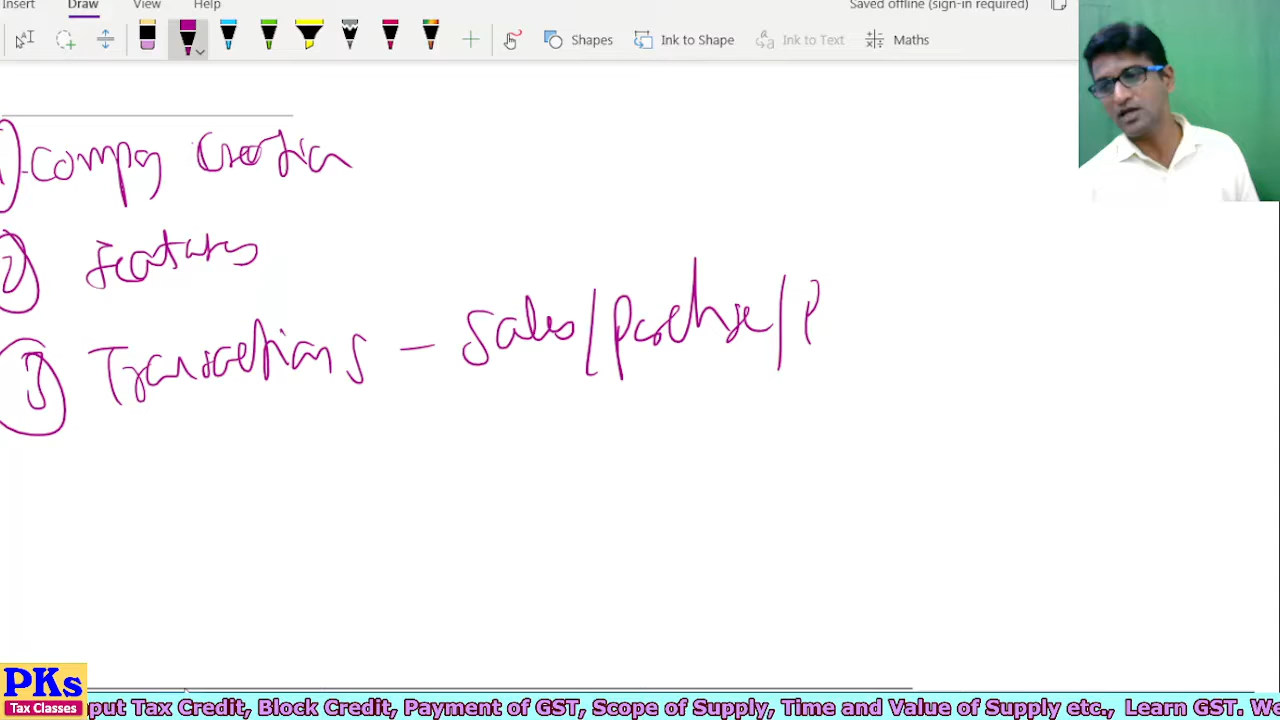 Insert Draw View Help Saved offline (sign-in required)
Shapes Ink to Shape Ink to Text Maths
1) Compy Creation
2 Features
3 Transactions - Sales/Purchse/P
PKs
Tax Classes
put Tax Credit, Block Credit, Payment of GST, Scope of Supply, Time and Value of Supply etc., Learn GST. We